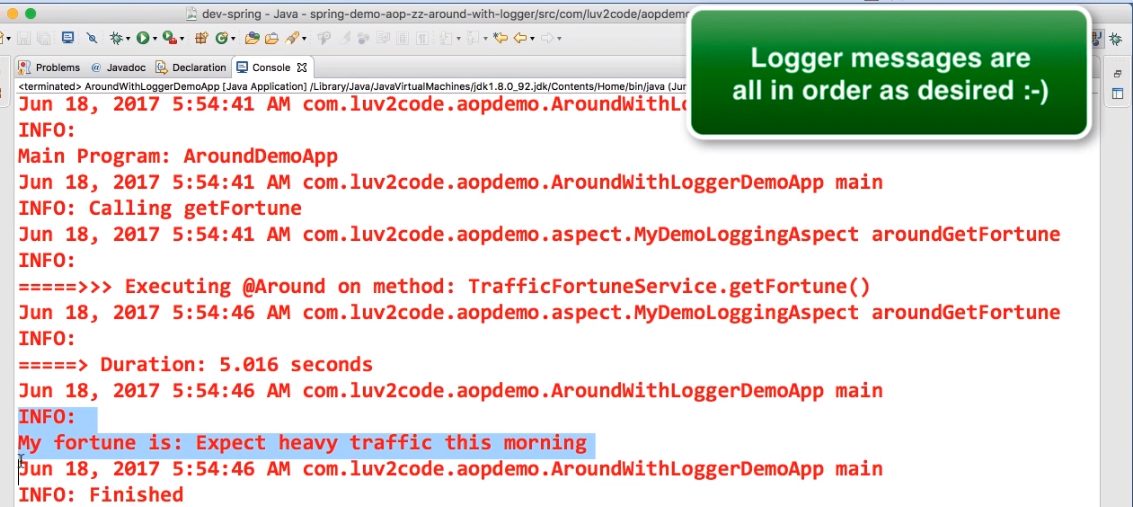 dev-spring - Java - spring-demo-aop-zz-around-with-logger/src/com/luv2code/aopdemo
Logger messages are
all in order as desired :-)
Problems @ Javadoc Declaration Console
<terminated> AroundWithLoggerDemoApp [Java Application] /Library/Java/JavaVirtualMachines/jdk1.8.0_92.jdk/Contents/Home/bin/java (Jun
Jun 18, 2017 5:54:41 AM com.luv2code.aopdemo.AroundWithLo
INFO:
Main Program: AroundDemoApp
Jun 18, 2017 5:54:41 AM com.luv2code.aopdemo.AroundWithLoggerDemoApp main
INFO: Calling getFortune
Jun 18, 2017 5:54:41 AM com.luv2code.aopdemo.aspect.MyDemoLoggingAspect aroundGetFortune
INFO:
=====>>> Executing @Around on method: TrafficFortuneService.getFortune()
Jun 18, 2017 5:54:46 AM com.luv2code.aopdemo.aspect.MyDemoLoggingAspect aroundGetFortune
INFO:
=====> Duration: 5.016 seconds
Jun 18, 2017 5:54:46 AM com.luv2code.aopdemo.AroundWithLoggerDemoApp main
INFO:
My fortune is: Expect heavy traffic this morning
Jun 18, 2017 5:54:46 AM com.luv2code.aopdemo.AroundWithLoggerDemoApp main
INFO: Finished